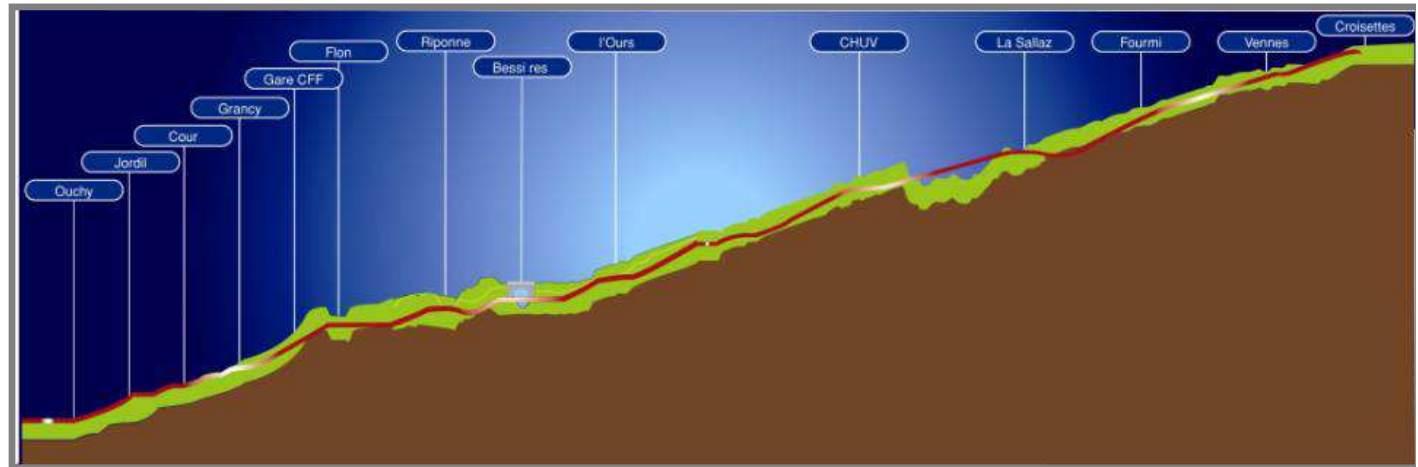 Ouchy
Jordil
Cour
Grancy
Gare CFF
Flon
Riponne
Bessi res
l'Ours
CHUV
La Sallaz
Fourmi
Vennes
Croisettes